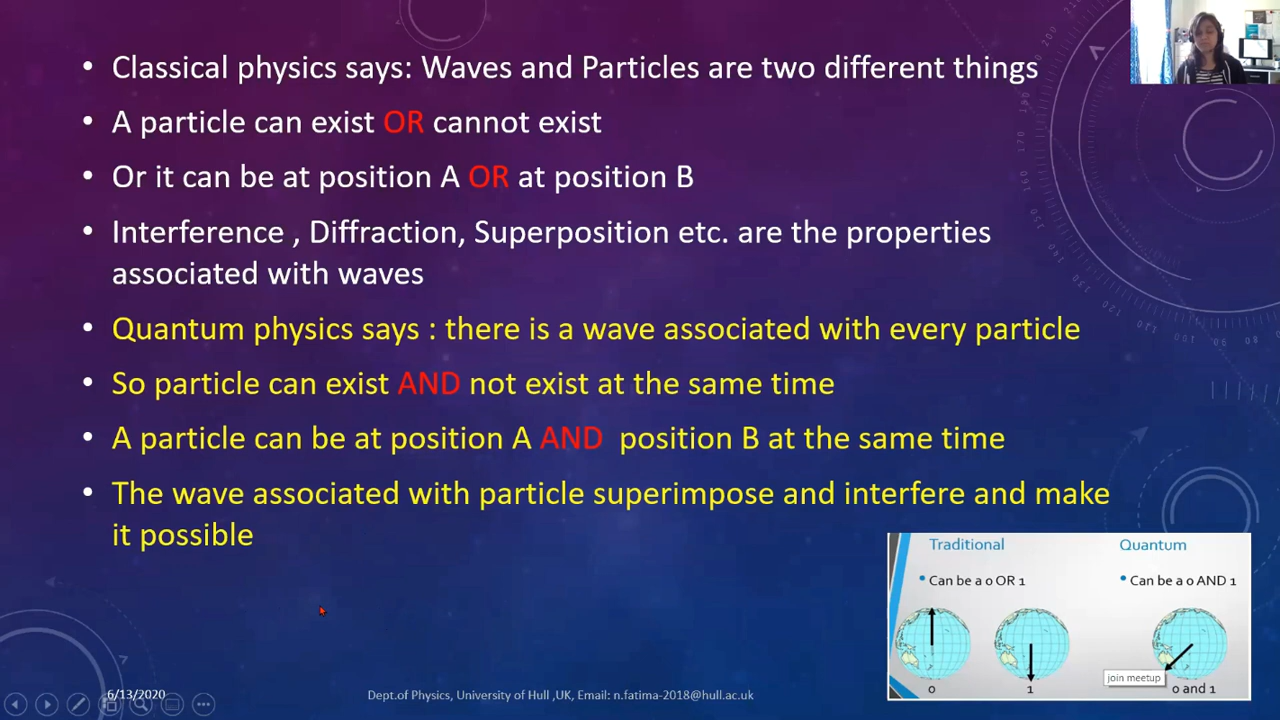 Classical physics says: Waves and Particles are two different things
A particle can exist OR cannot exist
Or it can be at position A OR at position B
Interference , Diffraction, Superposition etc. are the properties
associated with waves
Quantum physics says : there is a wave associated with every particle
So particle can exist AND not exist at the same time
A particle can be at position A AND position B at the same time
The wave associated with particle superimpose and interfere and make
it possible
Traditional
Quantum
Can be a 0 OR 1
Can be a 0 AND 1
join meetup
0
1
0 and 1
6/13/2020
Dept.of Physics, University of Hull ,UK, Email: n.fatima-2018@hull.ac.uk